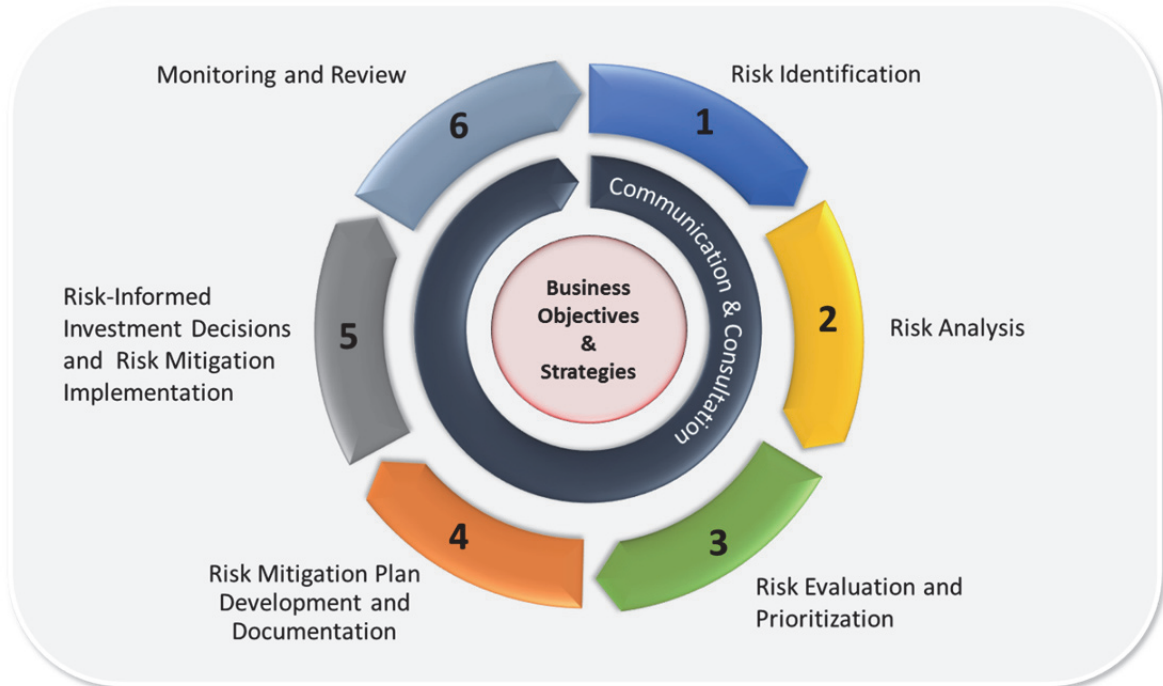 1
Risk Identification
2
Risk Analysis
3
Risk Evaluation and
Prioritization
4
Risk Mitigation Plan
Development and
Documentation
5
Risk-Informed
Investment Decisions
and Risk Mitigation
Implementation
6
Monitoring and Review
Communication & Consultation
Business
Objectives
&
Strategies